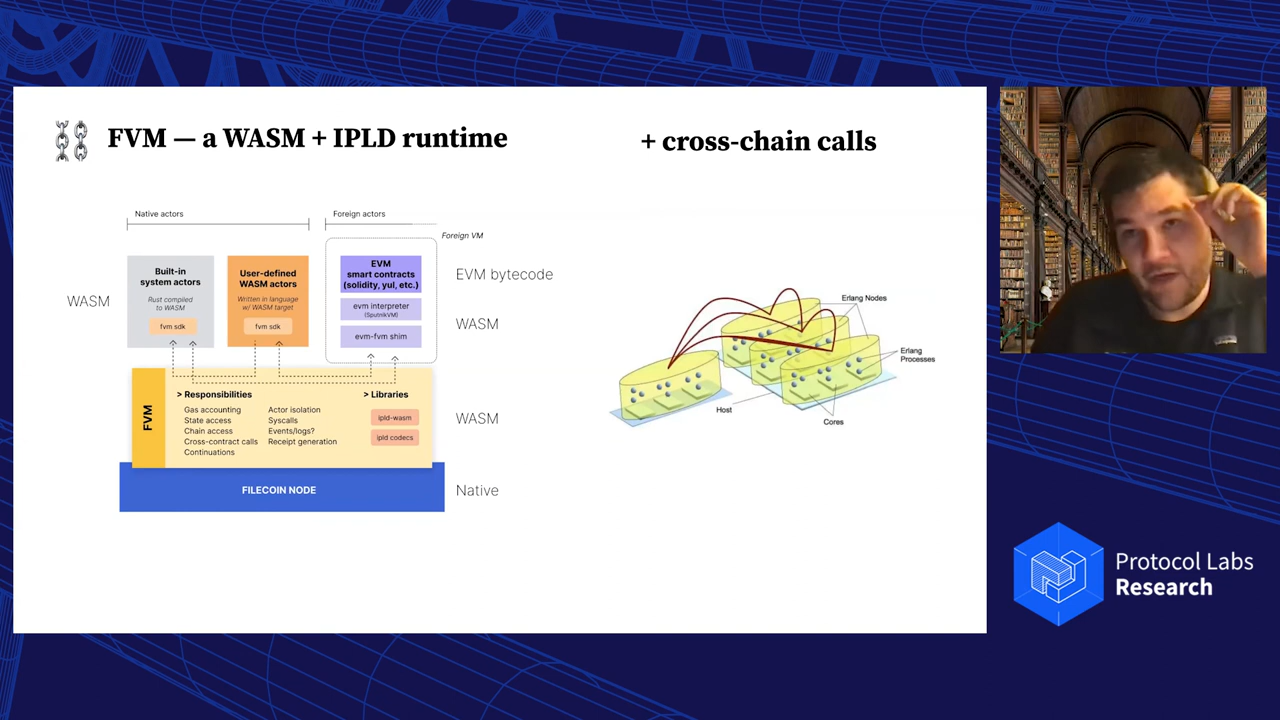 FVM — a WASM + IPLD runtime
+ cross-chain calls
Native actors
Foreign actors
Foreign VM
Built-in
system actors
Rust compiled
to WASM
fvm sdk
User-defined
WASM actors
Written in language
w/ WASM target
fvm sdk
EVM
smart contracts
(solidity, yul, etc.)
evm interpreter
(SputnikVM)
evm-fvm shim
WASM
EVM bytecode
WASM
FVM
> Responsibilities
Gas accounting
State access
Chain access
Cross-contract calls
Continuations
Actor isolation
Syscalls
Events/logs?
Receipt generation
> Libraries
ipld-wasm
ipld codecs
WASM
FILECOIN NODE
Native
Erlang Nodes
Erlang
Processes
Host
Cores
Protocol Labs
Research